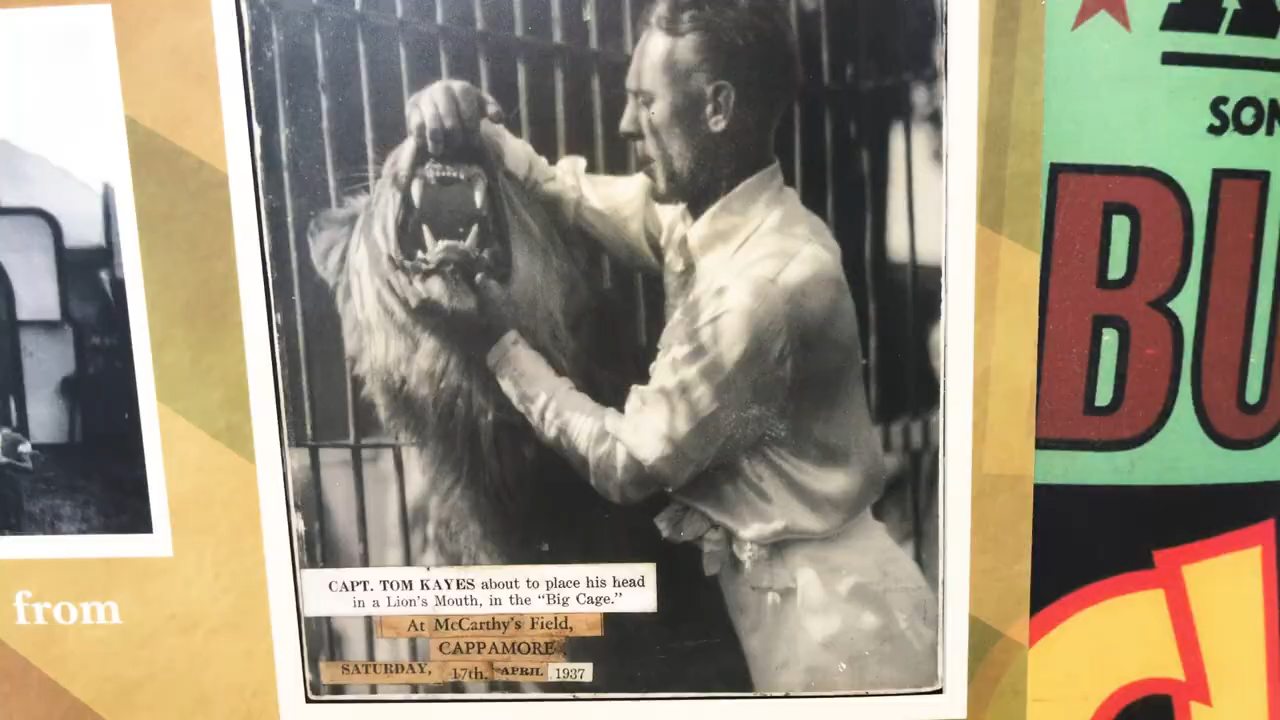 from
CAPT. TOM KAYES about to place his head
in a Lion's Mouth, in the "Big Cage."
At McCarthy's Field,
CAPPAMORE
SATURDAY, 17th. APRIL 1937
SON
BU